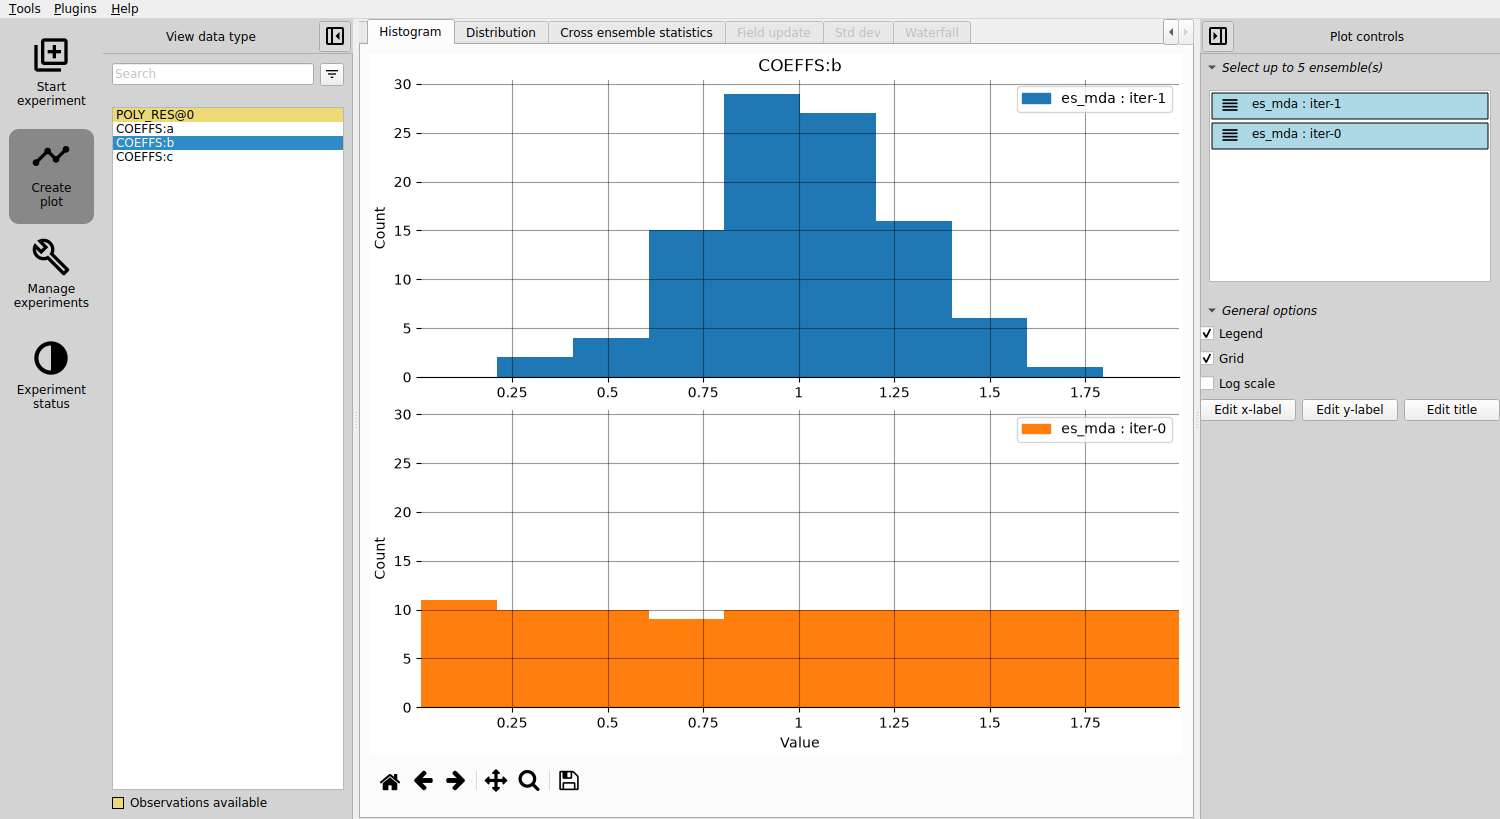 Tools Plugins Help
Start
experiment
Create
plot
Manage
experiments
Experiment
status
View data type
Search
POLY_RES@0
COEFFS:a
COEFFS:b
COEFFS:c
Observations available
Histogram Distribution Cross ensemble statistics Field update Std dev Waterfall
COEFFS:b
es_mda : iter-1
Count
30
25
20
15
10
5
0
0.25 0.5 0.75 1 1.25 1.5 1.75
es_mda : iter-0
Count
30
25
20
15
10
5
0
0.25 0.5 0.75 1 1.25 1.5 1.75
Value
Plot controls
Select up to 5 ensemble(s)
es_mda : iter-1
es_mda : iter-0
General options
Legend
Grid
Log scale
Edit x-label Edit y-label Edit title